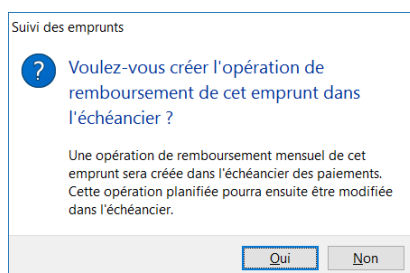 Suivi des emprunts
Voulez-vous créer l'opération de
remboursement de cet emprunt dans
l'échéancier ?
Une opération de remboursement mensuel de cet
emprunt sera créée dans l'échéancier des paiements.
Cette opération planifiée pourra ensuite être modifiée
dans l'échéancier.
Oui Non